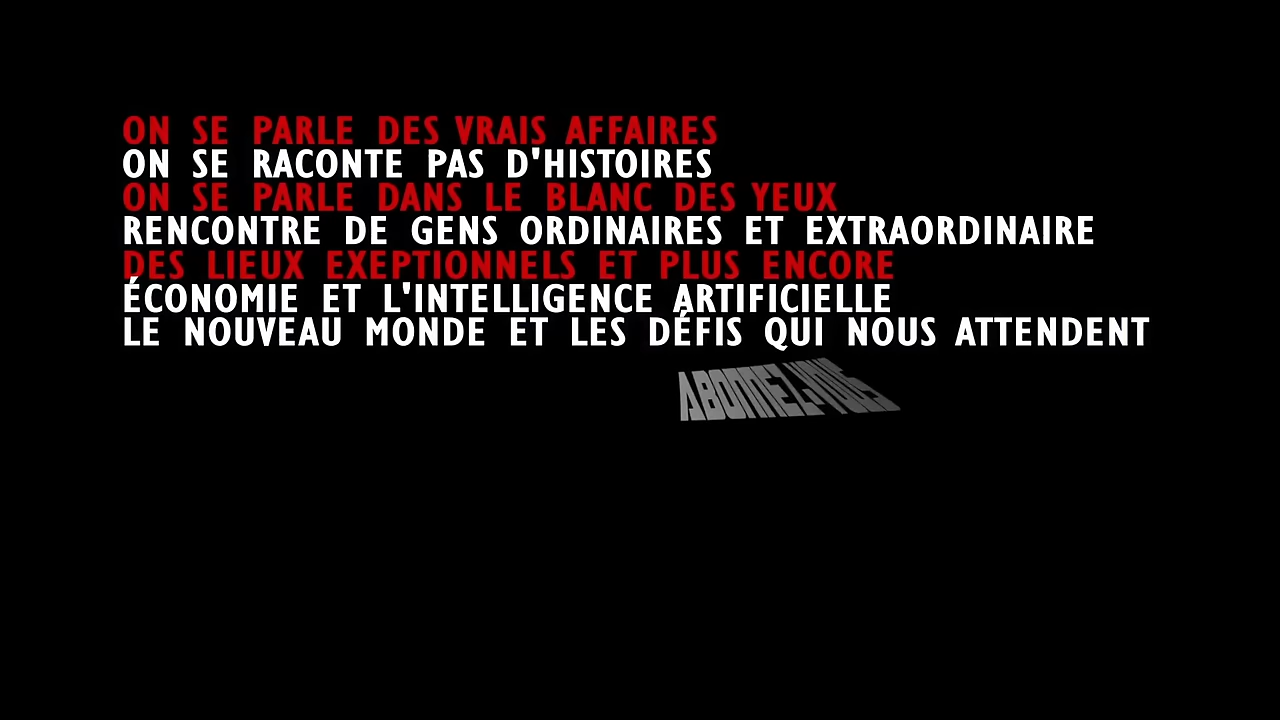 ON SE PARLE DES VRAIS AFFAIRES
ON SE RACONTE PAS D'HISTOIRES
ON SE PARLE DANS LE BLANC DES YEUX
RENCONTRE DE GENS ORDINAIRES ET EXTRAORDINAIRE
DES LIEUX EXEPTIONNELS ET PLUS ENCORE
ÉCONOMIE ET L'INTELLIGENCE ARTIFICIELLE
LE NOUVEAU MONDE ET LES DÉFIS QUI NOUS ATTENDENT
ABONNEZ-VOUS